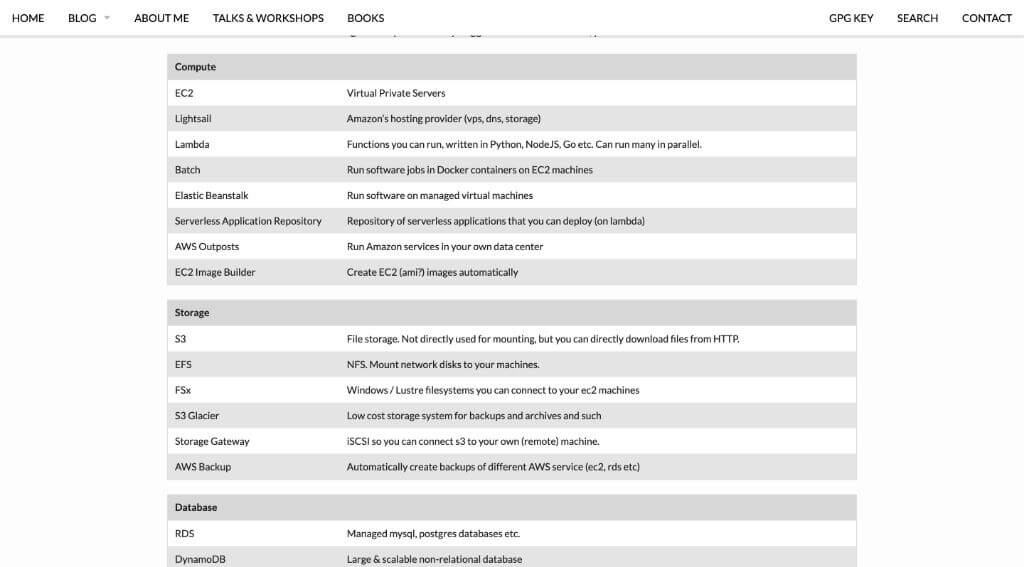 HOME BLOG ABOUT ME TALKS & WORKSHOPS BOOKS GPG KEY SEARCH CONTACT
Compute
EC2 Virtual Private Servers
Lightsail Amazon's hosting provider (vps, dns, storage)
Lambda Functions you can run, written in Python, NodeJS, Go etc. Can run many in parallel.
Batch Run software jobs in Docker containers on EC2 machines
Elastic Beanstalk Run software on managed virtual machines
Serverless Application Repository Repository of serverless applications that you can deploy (on lambda)
AWS Outposts Run Amazon services in your own data center
EC2 Image Builder Create EC2 (ami?) images automatically
Storage
S3 File storage. Not directly used for mounting, but you can directly download files from HTTP.
EFS NFS. Mount network disks to your machines.
FSx Windows / Lustre filesystems you can connect to your ec2 machines
S3 Glacier Low cost storage system for backups and archives and such
Storage Gateway iSCSI so you can connect s3 to your own (remote) machine.
AWS Backup Automatically create backups of different AWS service (ec2, rds etc)
Database
RDS Managed mysql, postgres databases etc.
DynamoDB Large & scalable non-relational database